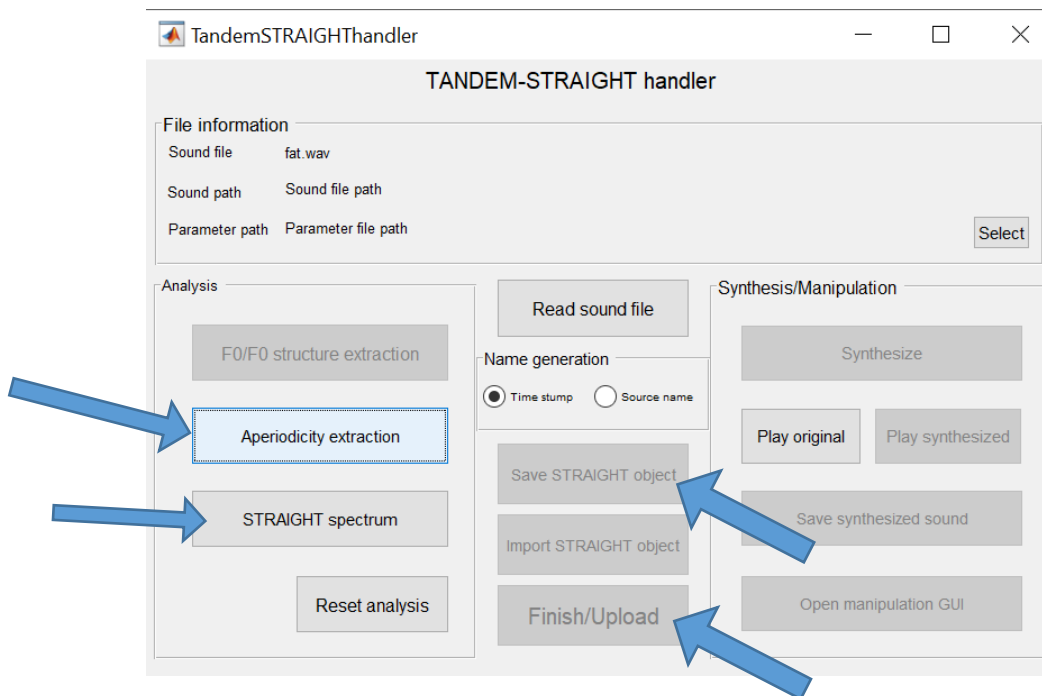 TandemSTRAIGHThandler
TANDEM-STRAIGHT handler
File information
Sound file fat.wav
Sound path Sound file path
Parameter path Parameter file path
Select
Analysis
F0/F0 structure extraction
Aperiodicity extraction
STRAIGHT spectrum
Reset analysis
Read sound file
Name generation
Time stump Source name
Save STRAIGHT object
Import STRAIGHT object
Finish/Upload
Synthesis/Manipulation
Synthesize
Play original Play synthesized
Save synthesized sound
Open manipulation GUI